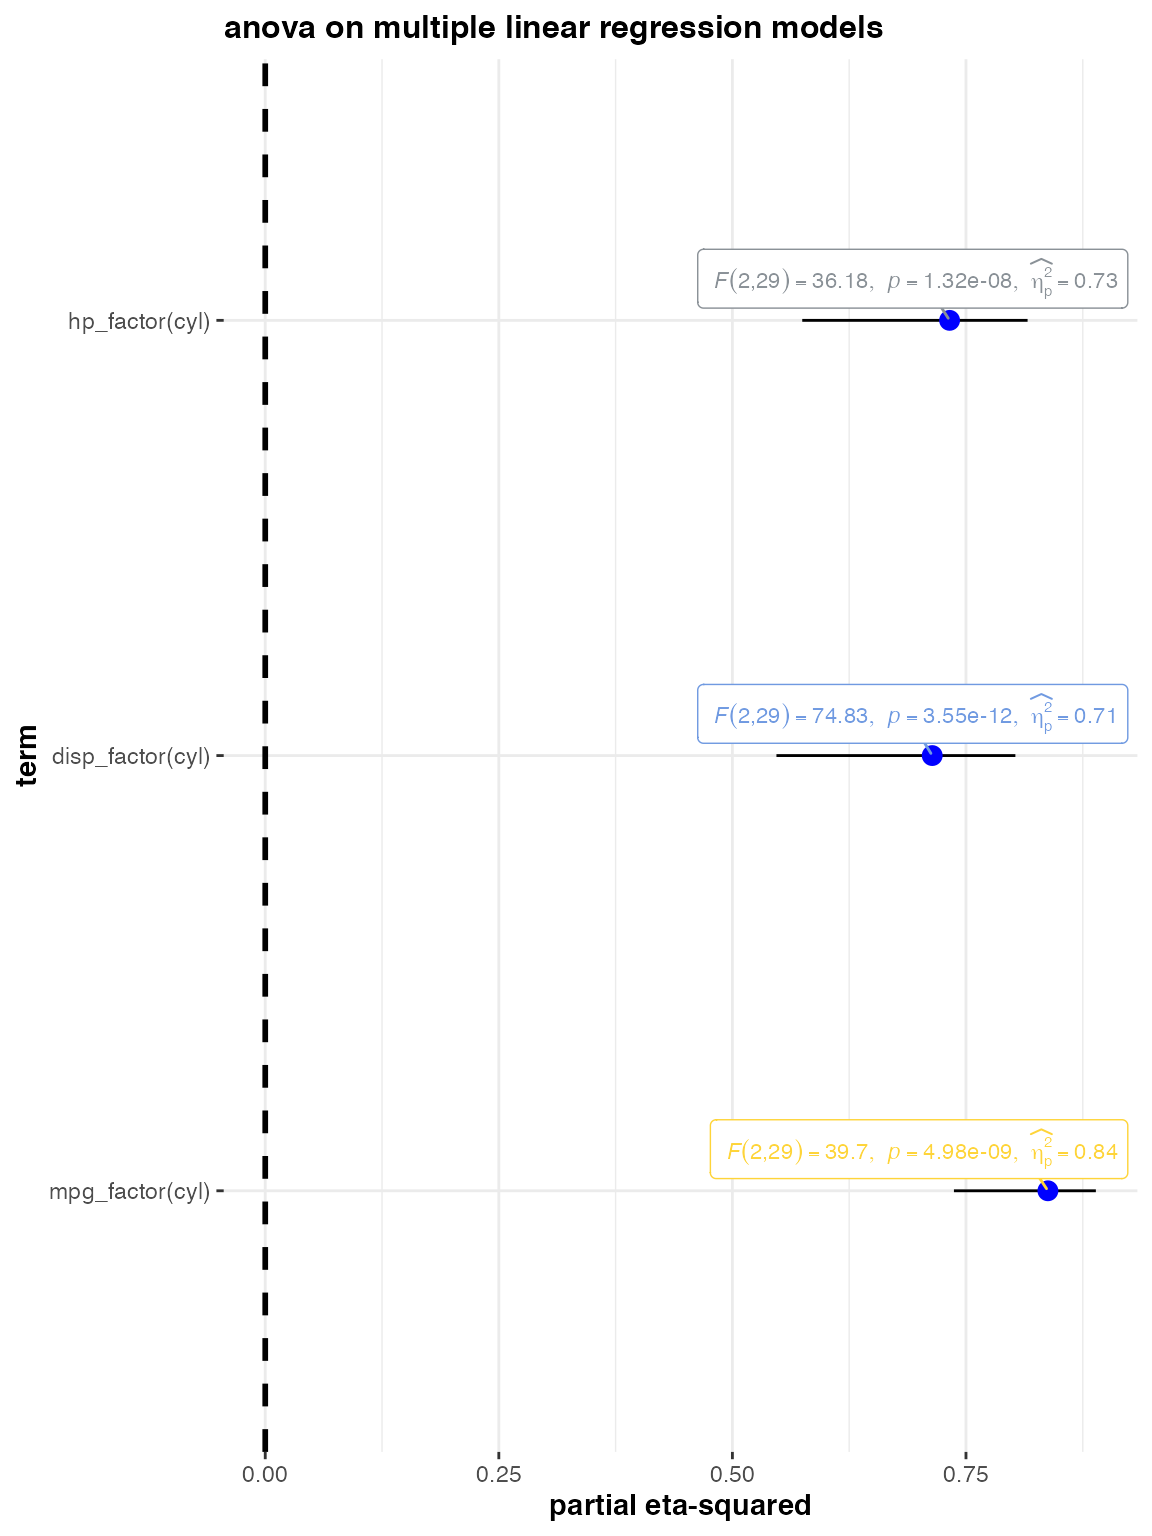 anova on multiple linear regression models
F(2,29) = 36.18, p = 1.32e-08, η̂²ₚ = 0.73
hp_factor(cyl)
F(2,29) = 74.83, p = 3.55e-12, η̂²ₚ = 0.71
disp_factor(cyl)
term
F(2,29) = 39.7, p = 4.98e-09, η̂²ₚ = 0.84
mpg_factor(cyl)
0.00 0.25 0.50 0.75
partial eta-squared